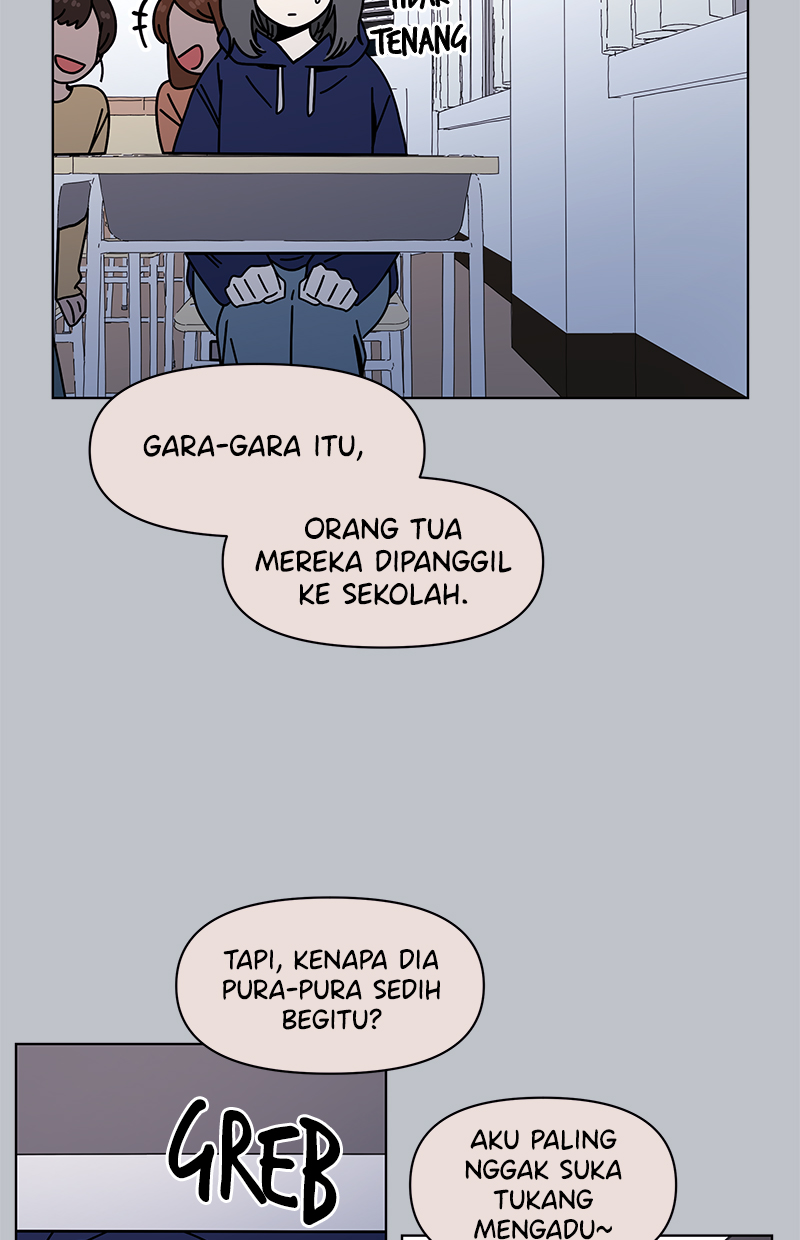 TENANG
GARA-GARA ITU,
ORANG TUA
MEREKA DIPANGGIL
KE SEKOLAH.
TAPI, KENAPA DIA
PURA-PURA SEDIH
BEGITU?
GREB
AKU PALING
NGGAK SUKA
TUKANG
MENGADU~